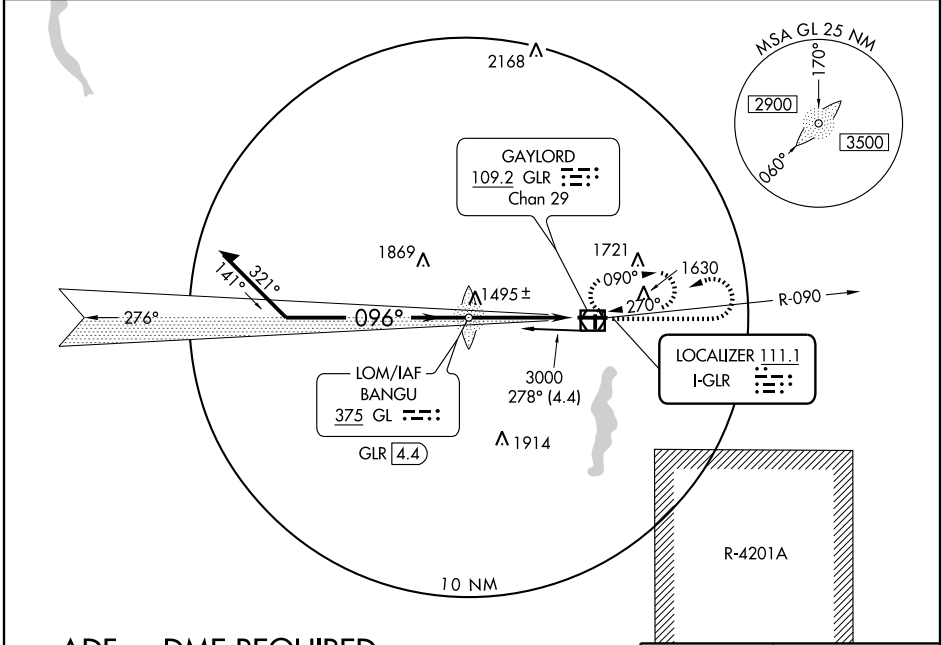 2168
MSA GL 25 NM
170°
2900
3500
060°
GAYLORD
109.2 GLR
Chan 29
1869
1721
090°
1630
270°
R-090
141°
321°
276°
096°
1495±
LOM/IAF
BANGU
375 GL
GLR 4.4
3000
278° (4.4)
LOCALIZER 111.1
I-GLR
1914
R-4201A
10 NM